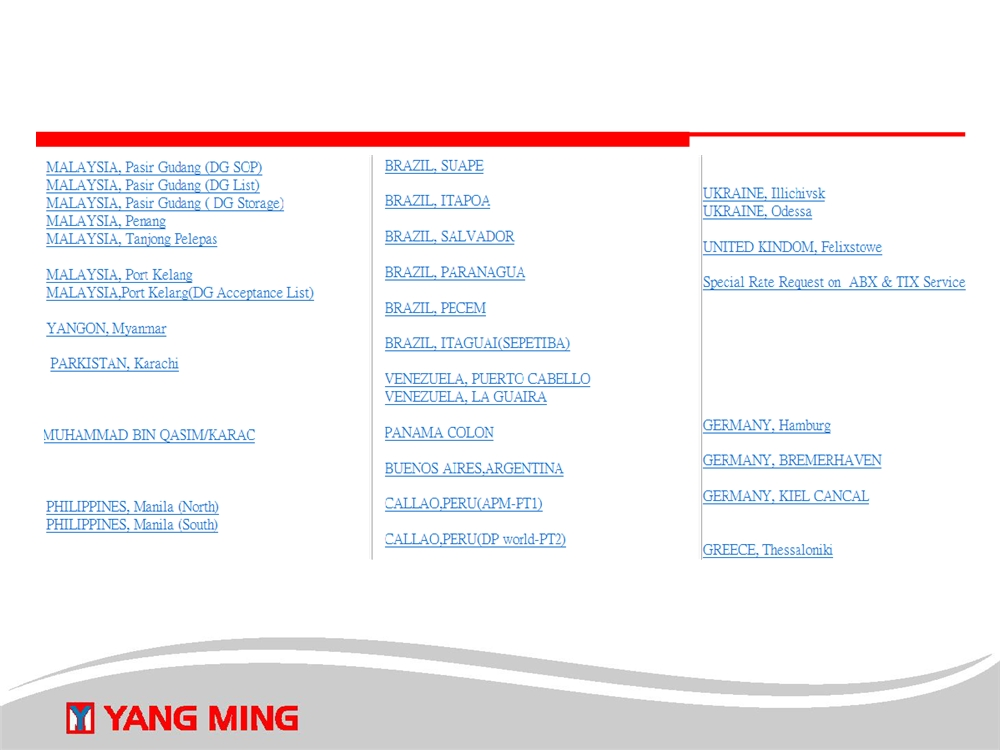 MALAYSIA, Pasir Gudang (DG SOP)
MALAYSIA, Pasir Gudang (DG List)
MALAYSIA, Pasir Gudang ( DG Storage)
MALAYSIA, Penang
MALAYSIA, Tanjong Pelepas
MALAYSIA, Port Kelang
MALAYSIA,Port Kelang(DG Acceptance List)
YANGON, Myanmar
PARKISTAN, Karachi
MUHAMMAD BIN QASIM/KARAC
PHILIPPINES, Manila (North)
PHILIPPINES, Manila (South)
BRAZIL, SUAPE
BRAZIL, ITAPOA
BRAZIL, SALVADOR
BRAZIL, PARANAGUA
BRAZIL, PECEM
BRAZIL, ITAGUAI(SEPETIBA)
VENEZUELA, PUERTO CABELLO
VENEZUELA, LA GUAIRA
PANAMA COLON
BUENOS AIRES,ARGENTINA
CALLAO,PERU(APM-PT1)
CALLAO,PERU(DP world-PT2)
UKRAINE, Illichivsk
UKRAINE, Odessa
UNITED KINDOM, Felixstowe
Special Rate Request on  ABX & TIX Service
GERMANY, Hamburg
GERMANY, BREMERHAVEN
GERMANY, KIEL CANCAL
GREECE, Thessaloniki
YANG MING